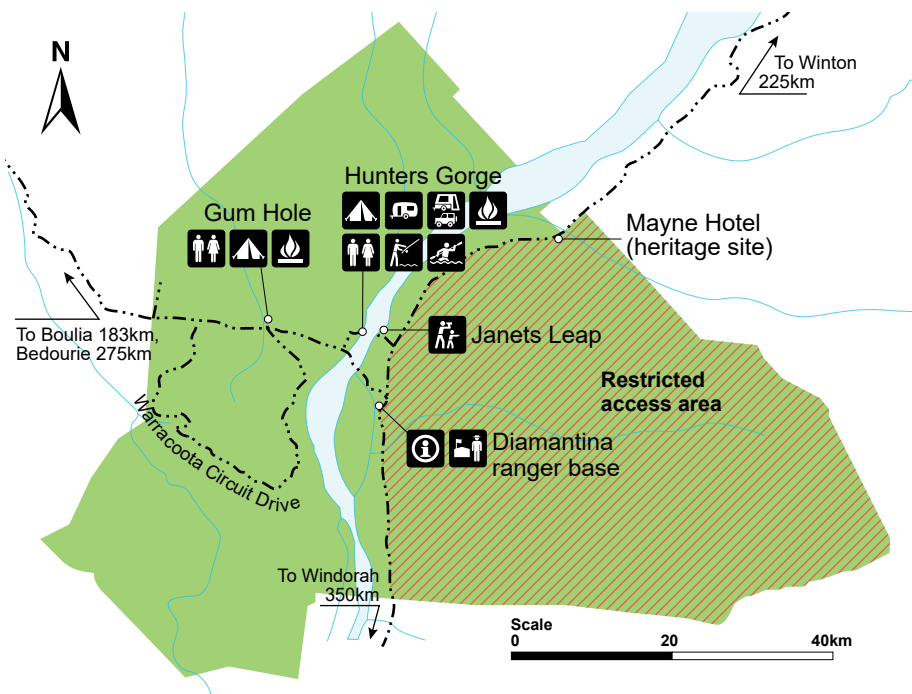 N
To Winton
225km
Hunters Gorge
Gum Hole
Mayne Hotel
(heritage site)
To Boulia 183km,
Bedourie 275km
Janets Leap
Restricted
access area
Warracoota Circuit Drive
i
Diamantina
ranger base
To Windorah
350km
Scale
0 20 40km